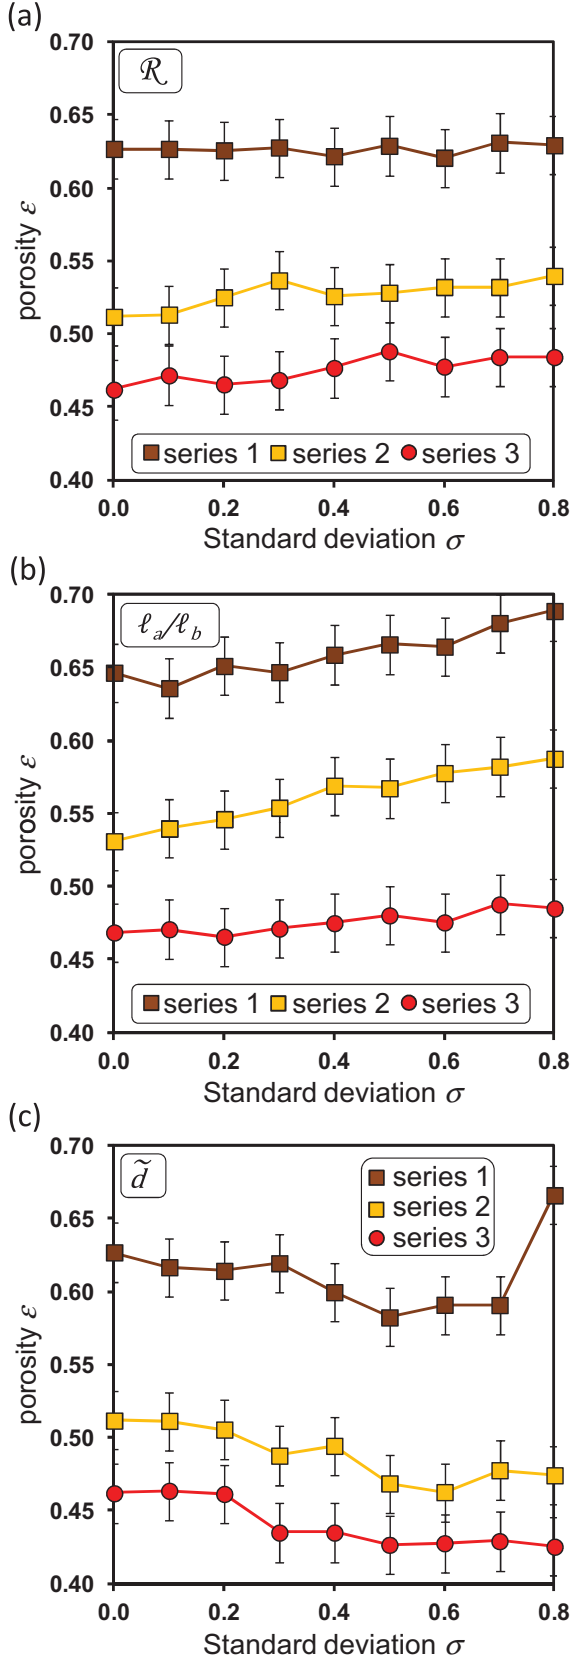 (a)
0.70
ℛ
0.65
0.60
0.55
0.50
0.45
0.40
porosity ε
series 1 series 2 series 3
0.0 0.2 0.4 0.6 0.8
Standard deviation σ
(b)
0.70
ℓa/ℓb
0.65
0.60
0.55
0.50
0.45
0.40
porosity ε
series 1 series 2 series 3
0.0 0.2 0.4 0.6 0.8
Standard deviation σ
(c)
0.70
d̃
series 1
series 2
series 3
0.65
0.60
0.55
0.50
0.45
0.40
porosity ε
0.0 0.2 0.4 0.6 0.8
Standard deviation σ